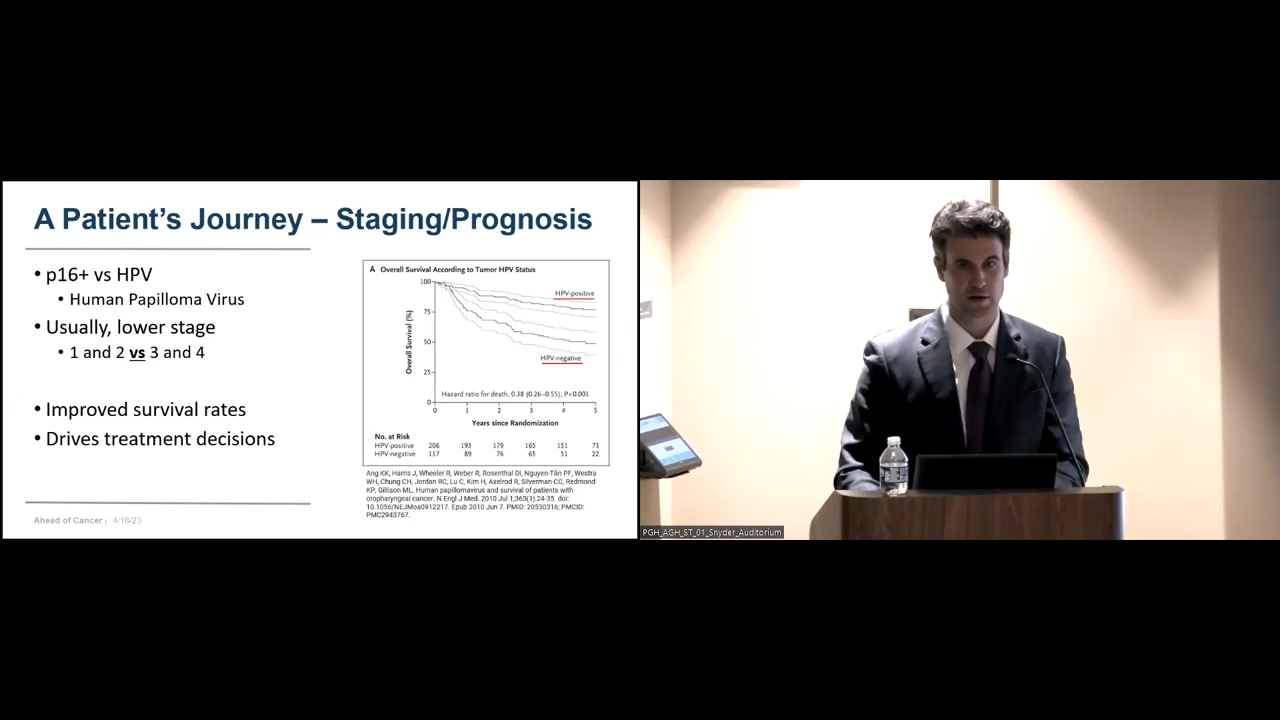 A Patient's Journey – Staging/Prognosis
• p16+ vs HPV
• Human Papilloma Virus
• Usually, lower stage
• 1 and 2 vs 3 and 4
• Improved survival rates
• Drives treatment decisions
Ahead of Cancer | 4/18/23
A Overall Survival According to Tumor HPV Status
Overall Survival (%)
100
75
50
25
0
HPV-positive
HPV-negative
Hazard ratio for death, 0.38 (0.26–0.55); P<0.001
0 1 2 3 4 5
Years since Randomization
No. at Risk
HPV-positive 206 193 179 165 151 73
HPV-negative 117 89 76 65 51 22
Ang KK, Harris J, Wheeler R, Weber R, Rosenthal DI, Nguyen-Tân PF, Westra
WH, Chung CH, Jordan RC, Lu C, Kim H, Axelrod R, Silverman CC, Redmond
KP, Gillison ML. Human papillomavirus and survival of patients with
oropharyngeal cancer. N Engl J Med. 2010 Jul 1;363(1):24-35. doi:
10.1056/NEJMoa0912217. Epub 2010 Jun 7. PMID: 20530316; PMCID:
PMC2943767.
PGH_AGH_ST_01_Snyder_Auditorium